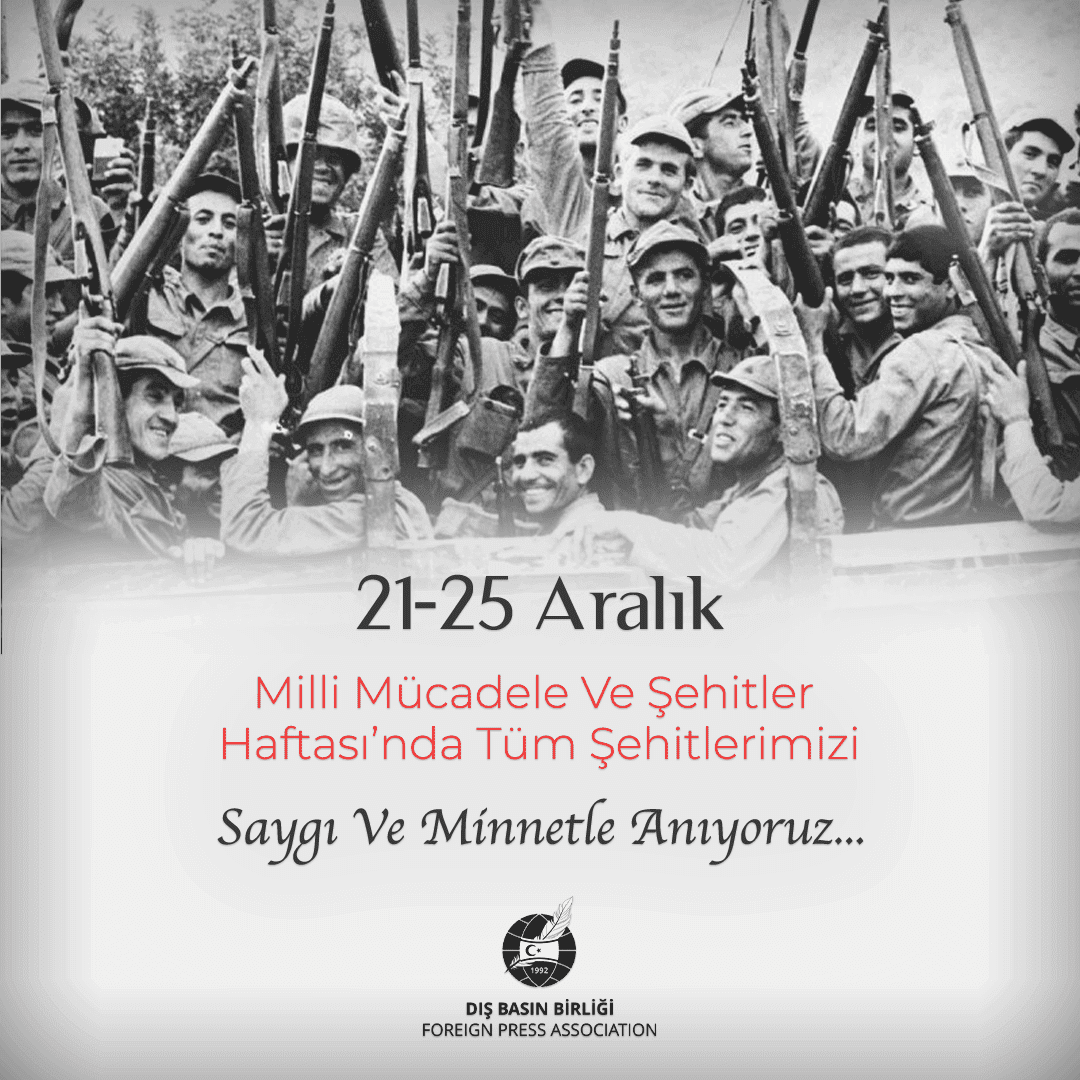 21-25 Aralık
Milli Mücadele Ve Şehitler
Haftası'nda Tüm Şehitlerimizi
Saygı Ve Minnetle Anıyoruz...
1992
DIŞ BASIN BİRLİĞİ
FOREIGN PRESS ASSOCIATION